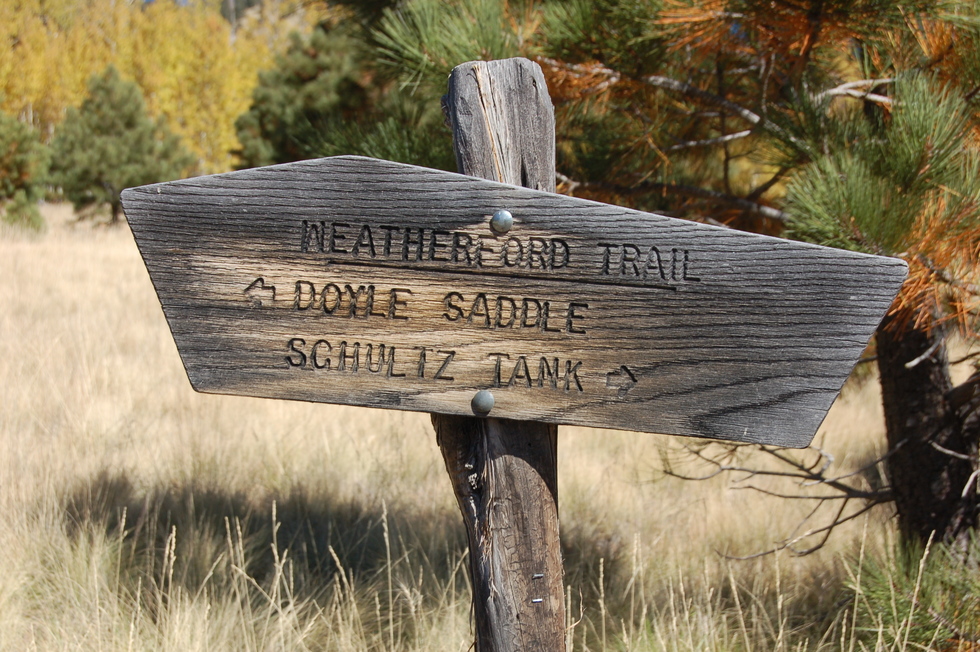 WEATHERFORD TRAIL
⇦ DOYLE SADDLE
SCHULTZ TANK ⇨